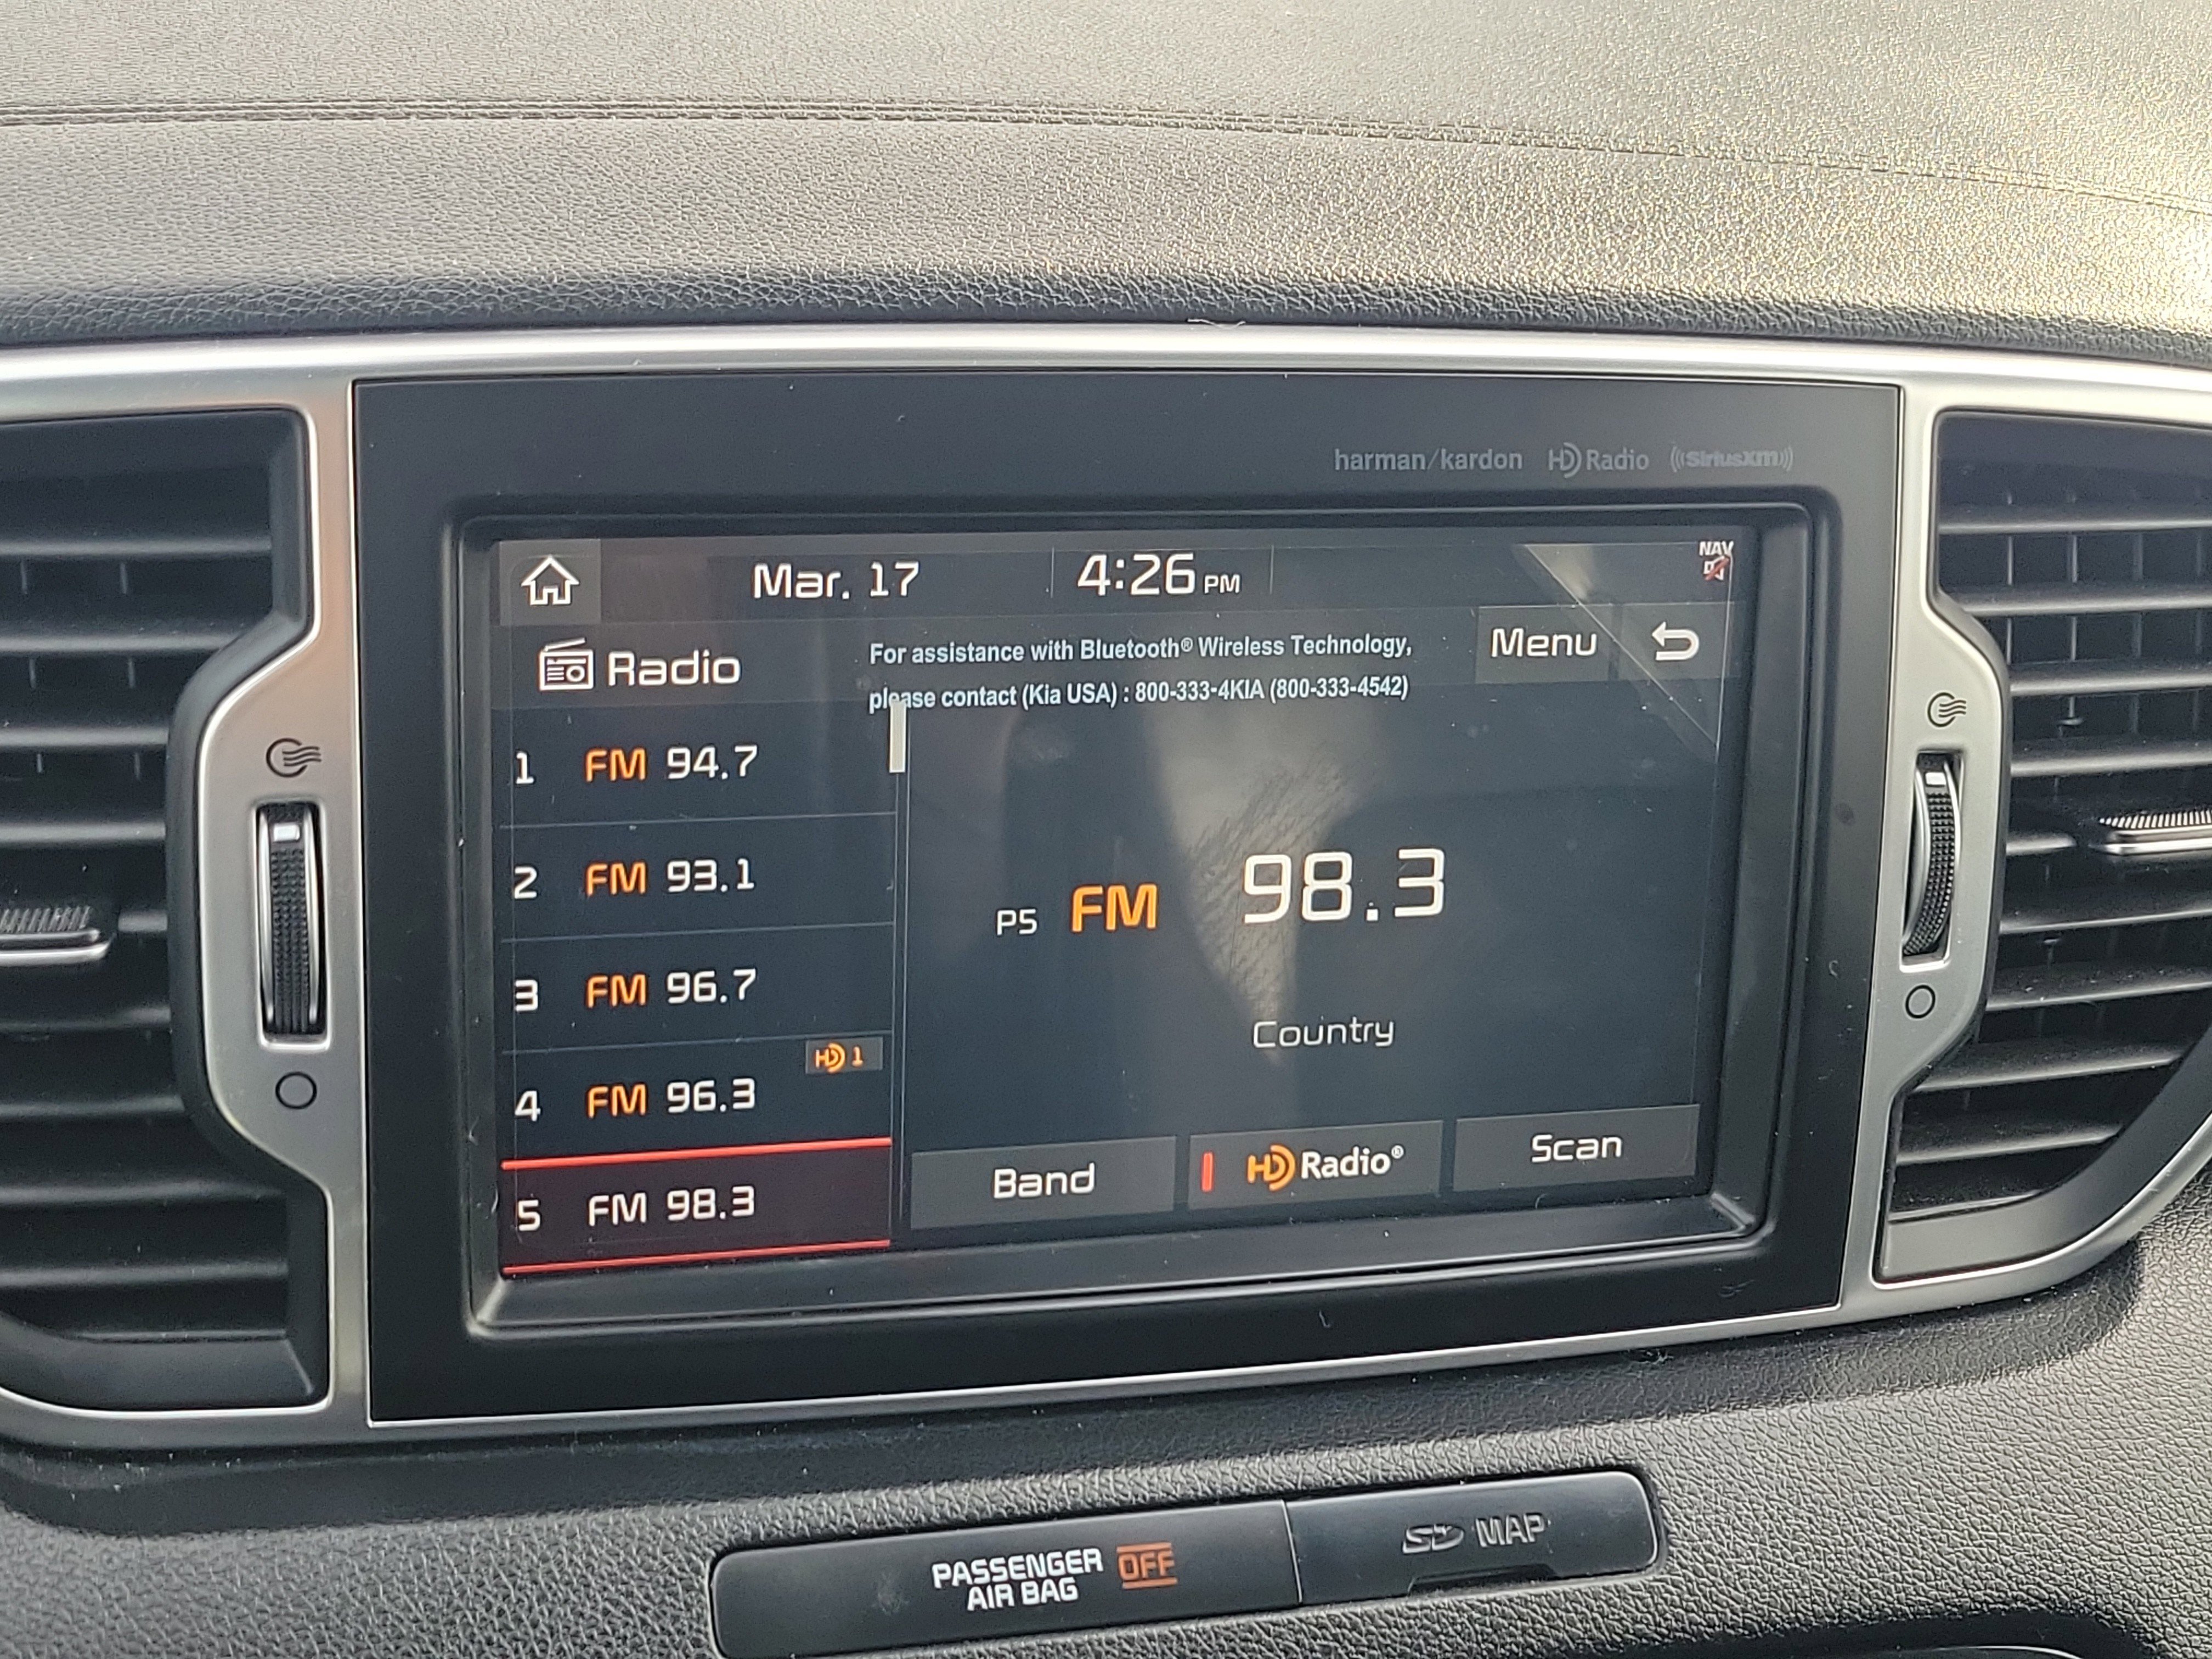 harman/kardon HD Radio ((SiriusXM))
Mar. 17 4:26 PM NAV
Radio
For assistance with Bluetooth® Wireless Technology,
please contact (Kia USA) : 800-333-4KIA (800-333-4542)
Menu
1 FM 94.7
2 FM 93.1
3 FM 96.7
HD 1
4 FM 96.3
5 FM 98.3
P5 FM 98.3
Country
Band HD Radio® Scan
PASSENGER
AIR BAG OFF
SD MAP